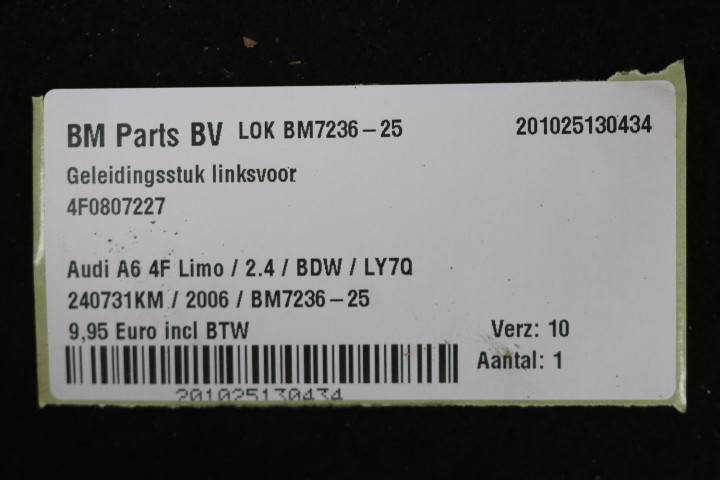 BM Parts BV LOK BM7236-25 201025130434
Geleidingsstuk linksvoor
4F0807227
Audi A6 4F Limo / 2.4 / BDW / LY7Q
240731KM / 2006 / BM7236-25
9,95 Euro incl BTW Verz: 10
Aantal: 1
201025130434